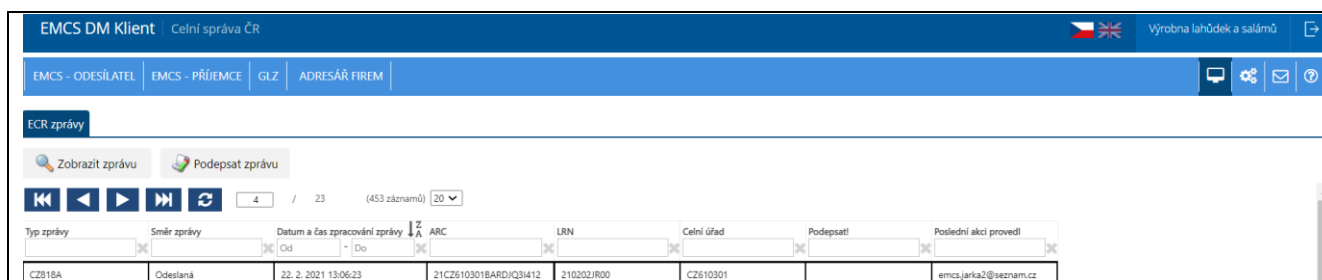 EMCS DM Klient Celní správa ČR Výrobna lahůdek a salámů
EMCS - ODESÍLATEL EMCS - PŘÍJEMCE GLZ ADRESÁŘ FIREM
ECR zprávy
Zobrazit zprávu Podepsat zprávu
4 / 23 (453 záznamů) 20
Typ zprávy Směr zprávy Datum a čas zpracování zprávy ARC LRN Celní úřad Podepsat! Poslední akci provedl
Od - Do
CZ818A Odeslaná 22. 2. 2021 13:06:23 21CZ610301BARDJQ3I412 210202JR00 CZ610301 emcs.jarka2@seznam.cz